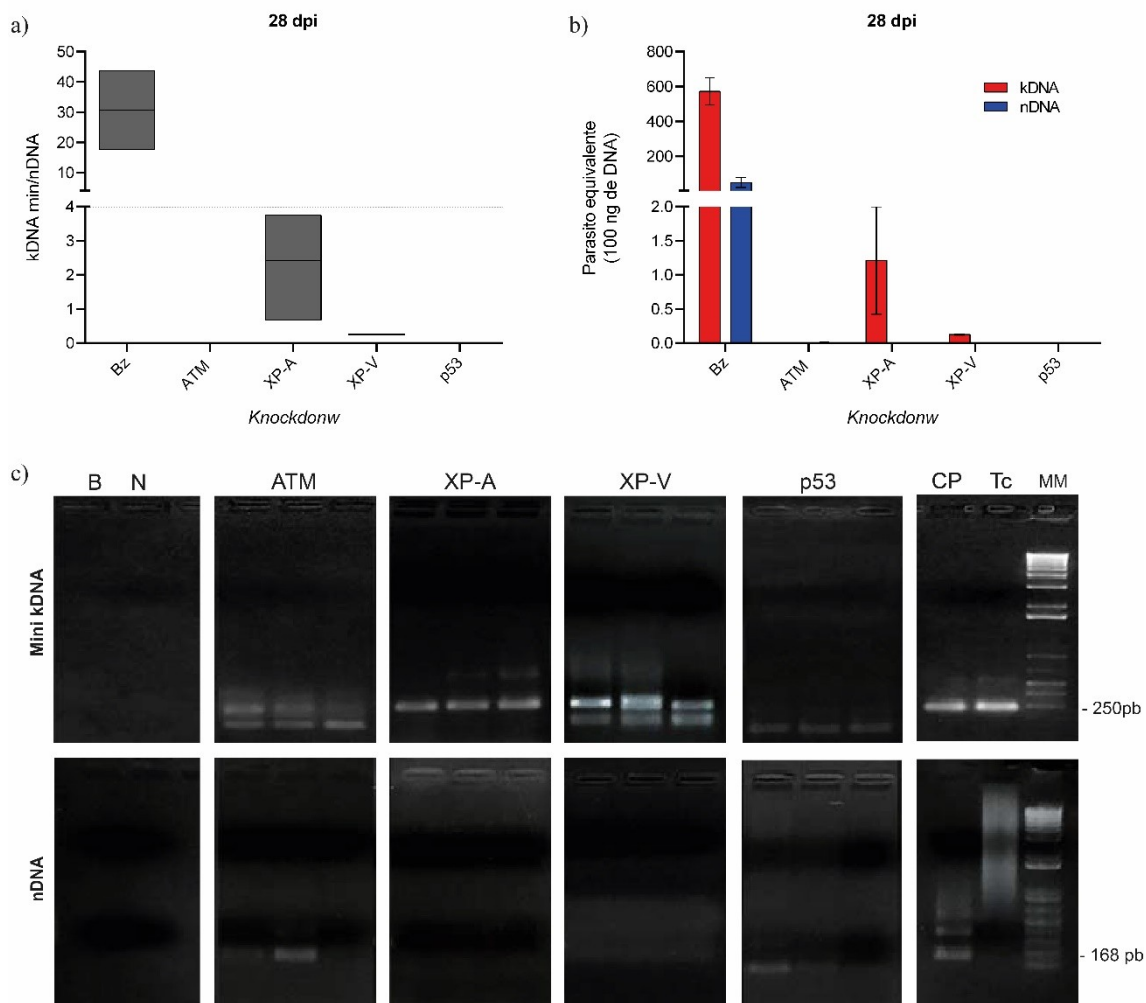 a)
28 dpi
kDNA min/nDNA
50
40
30
20
10
4
3
2
1
0
Bz
ATM
XP-A
XP-V
p53
Knockdonw
b)
28 dpi
Parasito equivalente
(100 ng de DNA)
800
600
400
200
2.0
1.5
1.0
0.5
0.0
kDNA
nDNA
Bz
ATM
XP-A
XP-V
p53
Knockdonw
c)
B N ATM XP-A XP-V p53 CP Tc MM
Mini kDNA
- 250pb
nDNA
- 168 pb